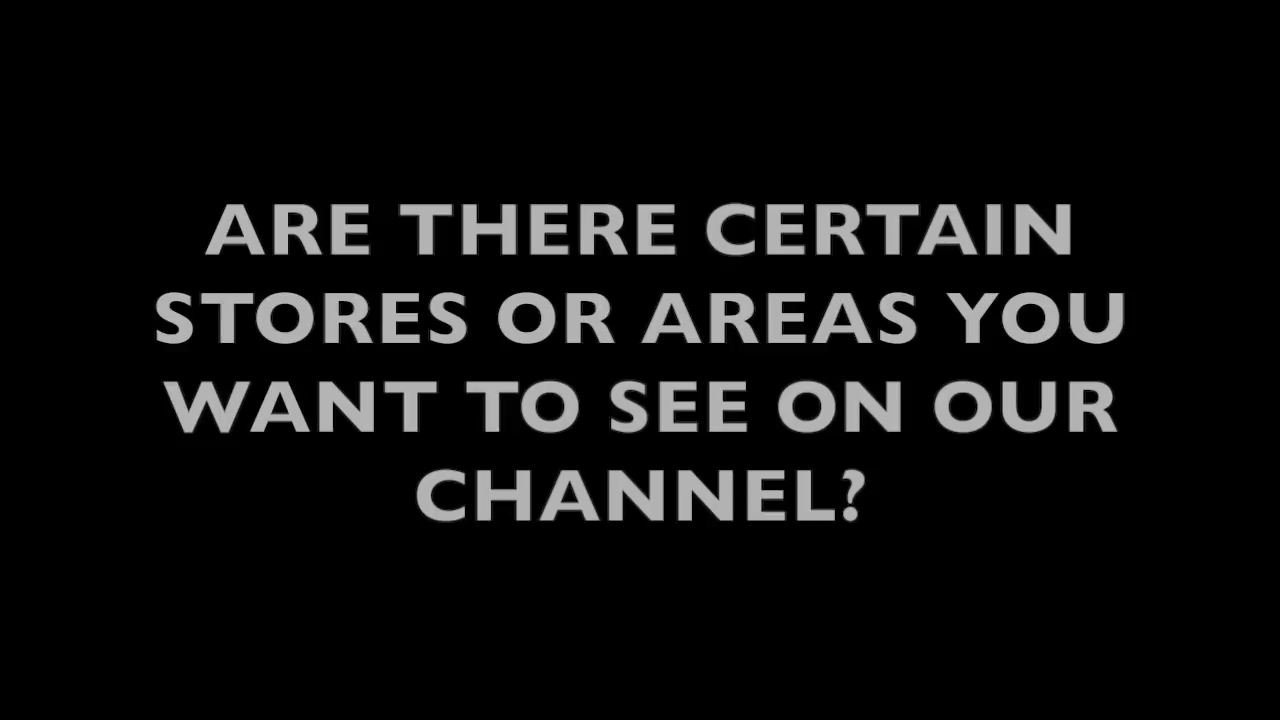 ARE THERE CERTAIN
STORES OR AREAS YOU
WANT TO SEE ON OUR
CHANNEL?